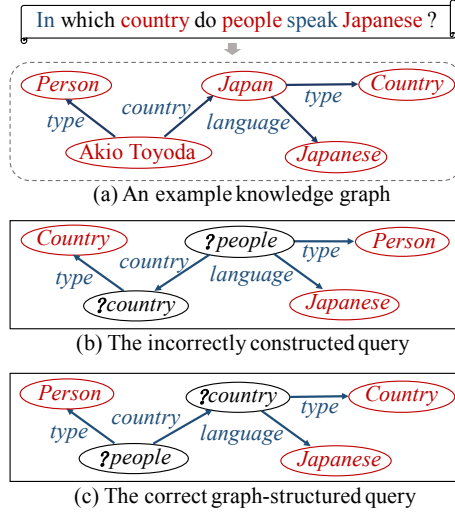 In which country do people speak Japanese ?
Person
Japan
Country
type
country
language
type
Akio Toyoda
Japanese
(a) An example knowledge graph
Country
?people
Person
type
country
language
type
?country
Japanese
(b) The incorrectly constructed query
Person
?country
Country
type
country
language
type
?people
Japanese
(c) The correct graph-structured query